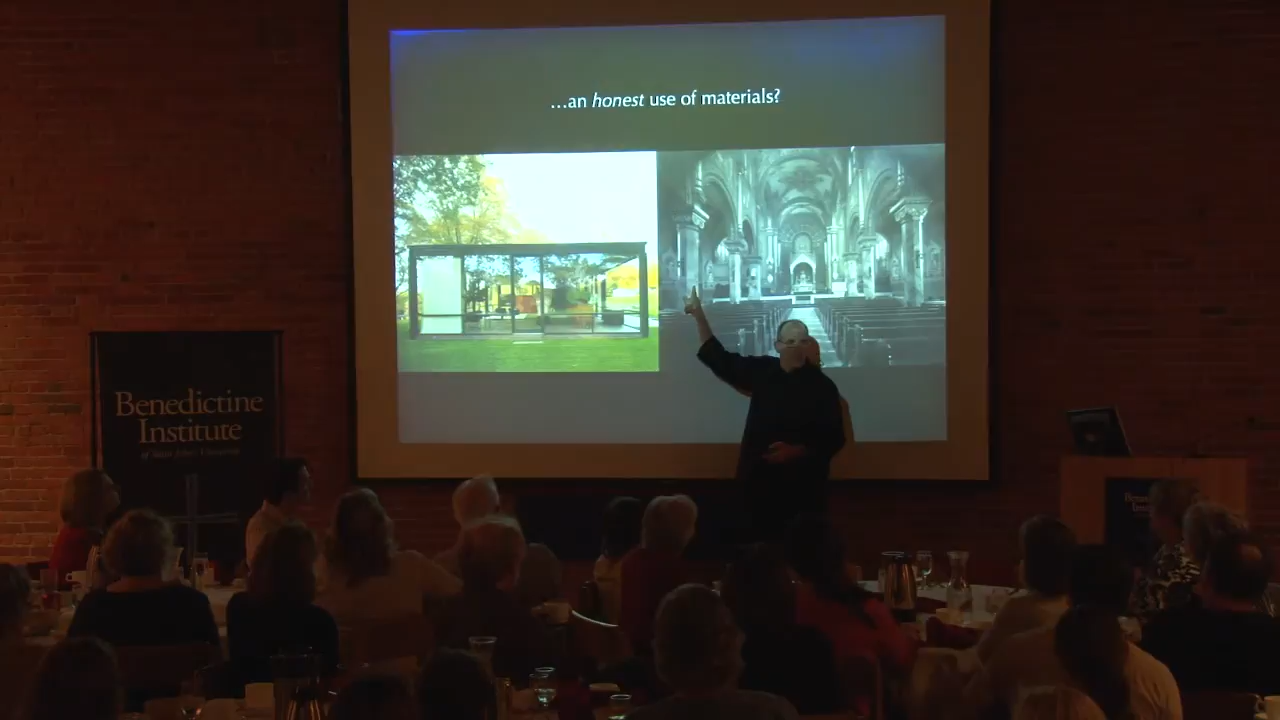 ...an honest use of materials?
Benedictine
Institute